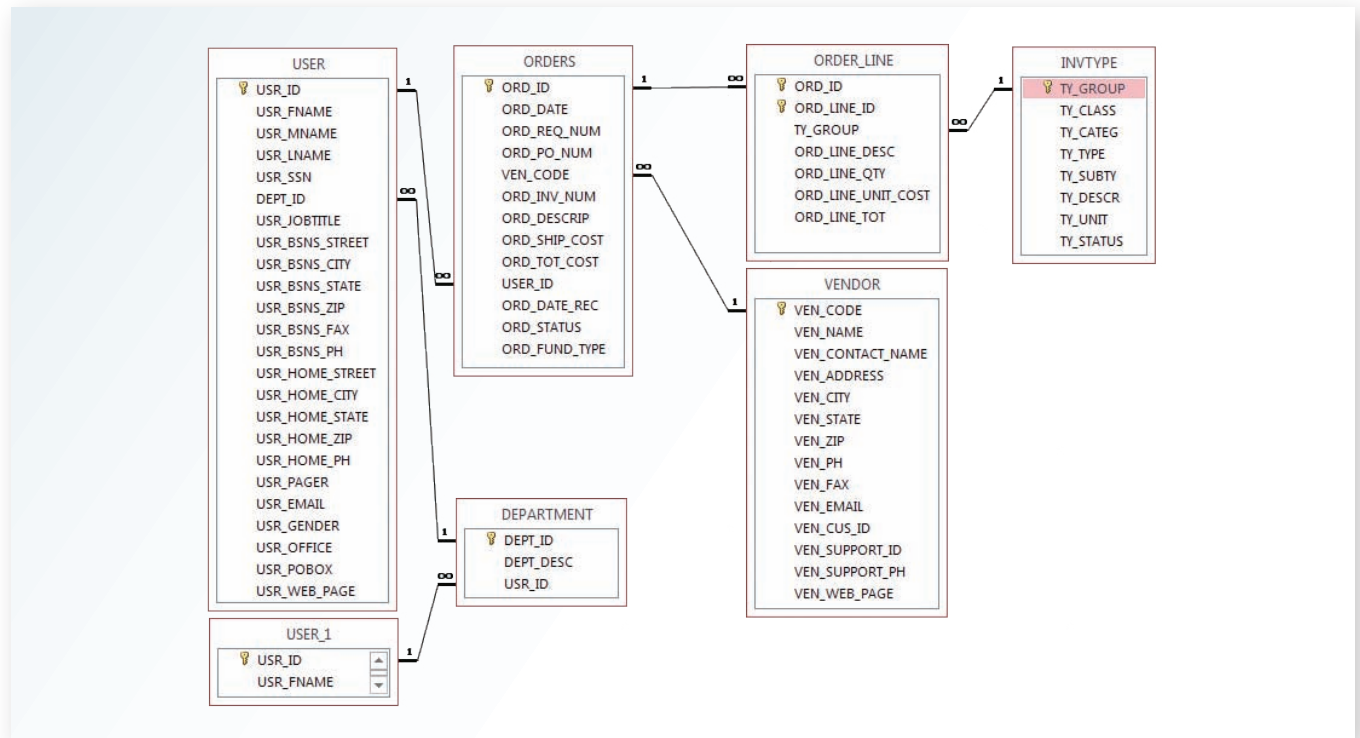 USER
USR_ID
USR_FNAME
USR_MNAME
USR_LNAME
USR_SSN
DEPT_ID
USR_JOBTITLE
USR_BSNS_STREET
USR_BSNS_CITY
USR_BSNS_STATE
USR_BSNS_ZIP
USR_BSNS_FAX
USR_BSNS_PH
USR_HOME_STREET
USR_HOME_CITY
USR_HOME_STATE
USR_HOME_ZIP
USR_HOME_PH
USR_PAGER
USR_EMAIL
USR_GENDER
USR_OFFICE
USR_POBOX
USR_WEB_PAGE
1
∞
USER_1
USR_ID
USR_FNAME
1
ORDERS
ORD_ID
ORD_DATE
ORD_REQ_NUM
ORD_PO_NUM
VEN_CODE
ORD_INV_NUM
ORD_DESCRIP
ORD_SHIP_COST
ORD_TOT_COST
USER_ID
ORD_DATE_REC
ORD_STATUS
ORD_FUND_TYPE
∞
1
∞
DEPARTMENT
DEPT_ID
DEPT_DESC
USR_ID
1
∞
ORDER_LINE
ORD_ID
ORD_LINE_ID
TY_GROUP
ORD_LINE_DESC
ORD_LINE_QTY
ORD_LINE_UNIT_COST
ORD_LINE_TOT
∞
∞
VENDOR
VEN_CODE
VEN_NAME
VEN_CONTACT_NAME
VEN_ADDRESS
VEN_CITY
VEN_STATE
VEN_ZIP
VEN_PH
VEN_FAX
VEN_EMAIL
VEN_CUS_ID
VEN_SUPPORT_ID
VEN_SUPPORT_PH
VEN_WEB_PAGE
1
INVTYPE
TY_GROUP
TY_CLASS
TY_CATEG
TY_TYPE
TY_SUBTY
TY_DESCR
TY_UNIT
TY_STATUS
1